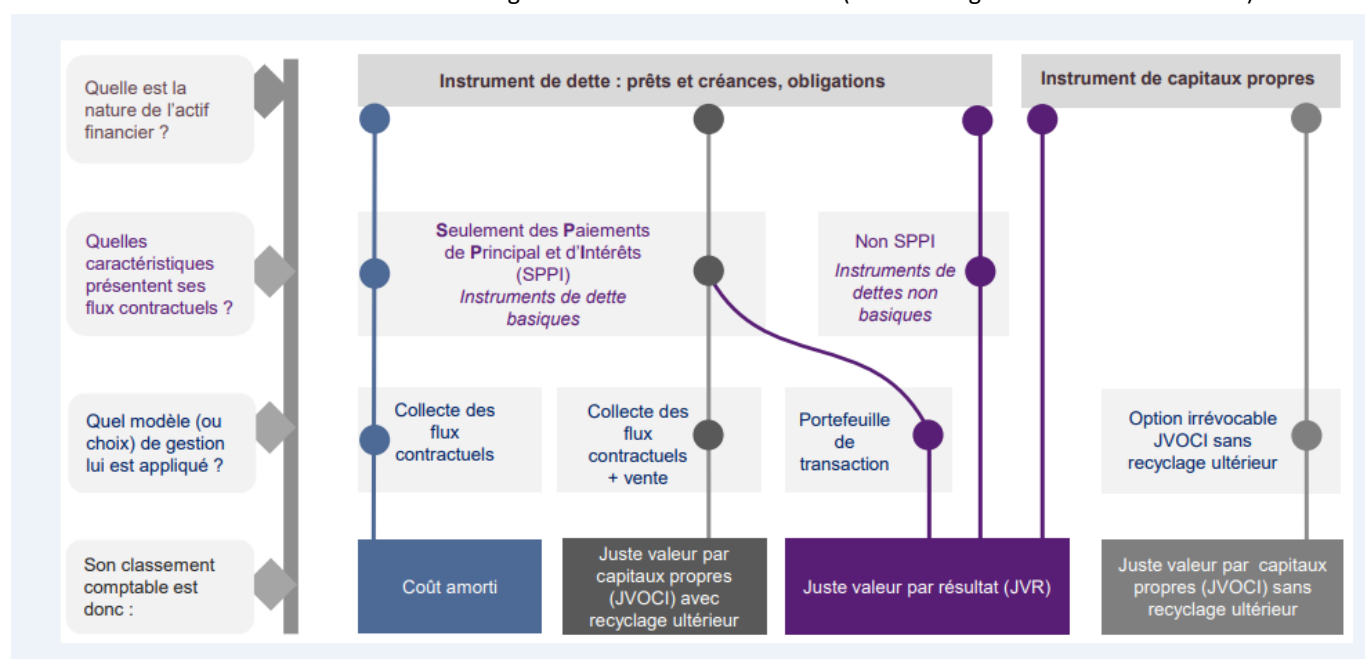 Quelle est la
nature de l'actif
financier ?
Instrument de dette : prêts et créances, obligations
Instrument de capitaux propres
Quelles
caractéristiques
présentent ses
flux contractuels ?
Seulement des Paiements
de Principal et d'Intérêts
(SPPI)
Instruments de dette
basiques
Non SPPI
Instruments de
dettes non
basiques
Quel modèle (ou
choix) de gestion
lui est appliqué ?
Collecte des
flux
contractuels
Collecte des
flux
contractuels
+ vente
Portefeuille
de
transaction
Option irrévocable
JVOCI sans
recyclage ultérieur
Son classement
comptable est
donc :
Coût amorti
Juste valeur par
capitaux propres
(JVOCI) avec
recyclage ultérieur
Juste valeur par résultat (JVR)
Juste valeur par capitaux
propres (JVOCI) sans
recyclage ultérieur